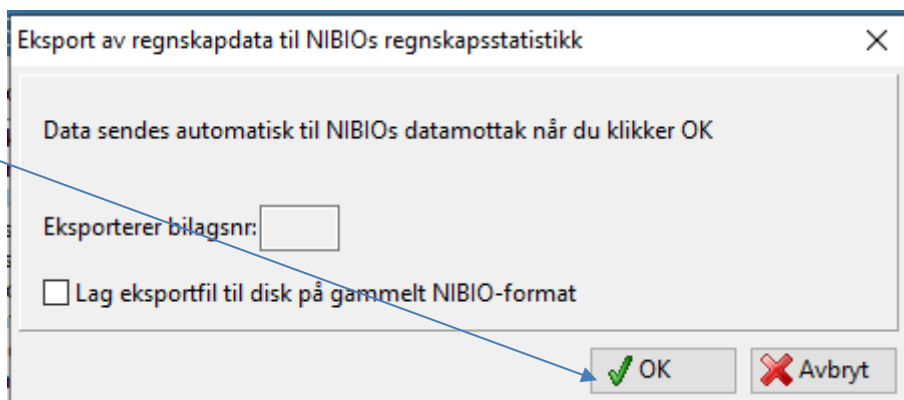 Eksport av regnskapdata til NIBIOs regnskapsstatistikk
Data sendes automatisk til NIBIOs datamottak når du klikker OK
Eksporterer bilagsnr:
Lag eksportfil til disk på gammelt NIBIO-format
OK
Avbryt